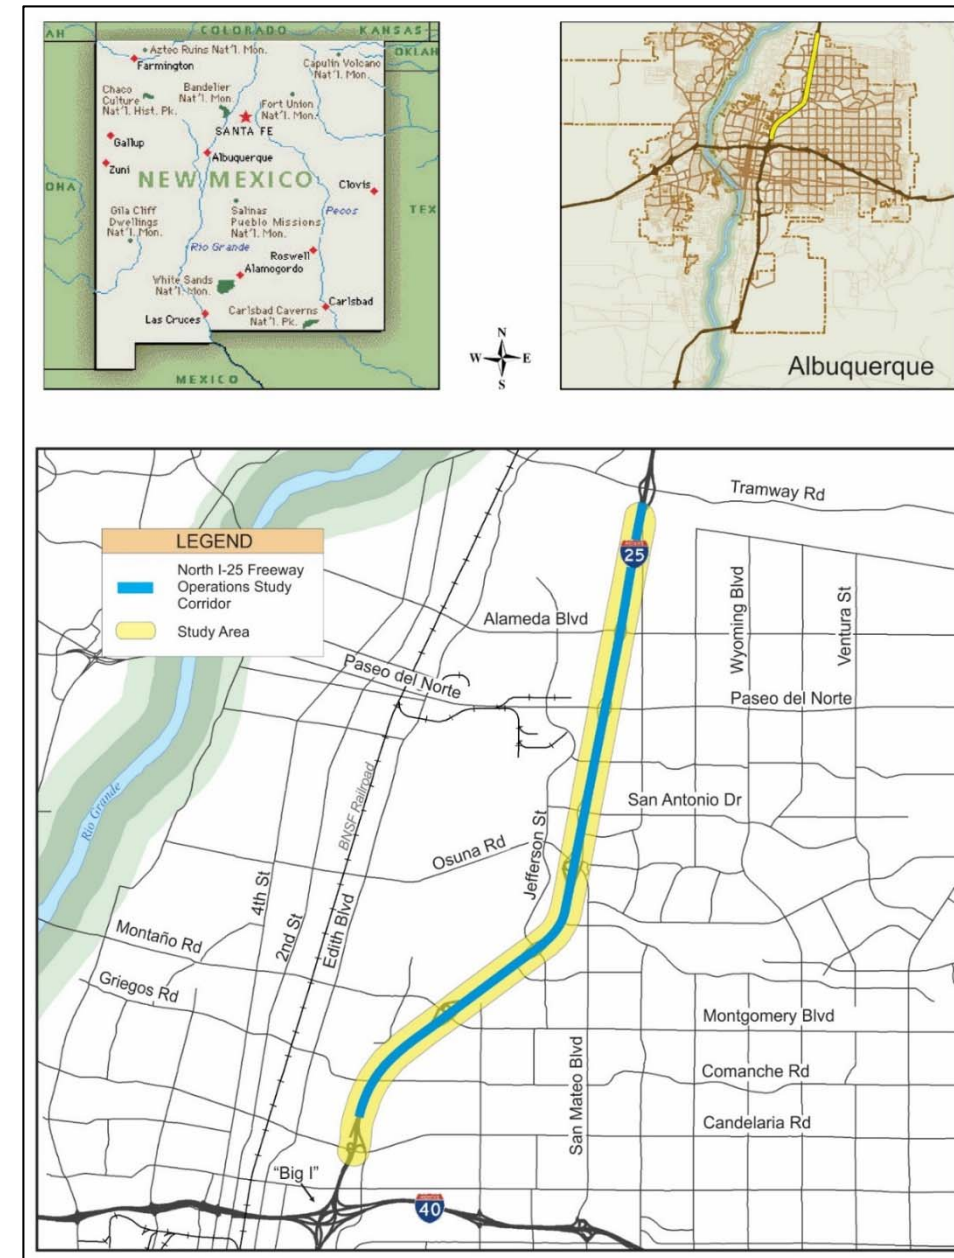 AH
COLORADO
KANSAS
OKLAH
Aztec Ruins Nat'l. Mon.
Farmington
Capulin Volcano
Nat'l. Mon.
Chaco
Culture
Nat'l. Hist. Pk.
Bandelier
Nat'l. Mon.
Fort Union
Nat'l. Mon.
SANTA FE
Gallup
Albuquerque
Zuni
NEW MEXICO
Clovis
ONA
TEX
Gila Cliff
Dwellings
Nat'l. Mon.
Salinas
Pueblo Missions
Nat'l. Mon.
Pecos
Rio Grande
Roswell
Alamogordo
White Sands
Nat'l. Mon.
Las Cruces
Carlsbad Caverns
Nat'l. Pk.
Carlsbad
MEXICO
N
W E
S
Albuquerque
LEGEND
North I-25 Freeway
Operations Study
Corridor
Study Area
Tramway Rd
25
Alameda Blvd
Wyoming Blvd
Ventura St
Paseo del Norte
Paseo del Norte
Rio Grande
BNSF Railroad
San Antonio Dr
Jefferson St
Osuna Rd
4th St
2nd St
Edith Blvd
Montaño Rd
Griegos Rd
Montgomery Blvd
San Mateo Blvd
Comanche Rd
Candelaria Rd
"Big I"
40